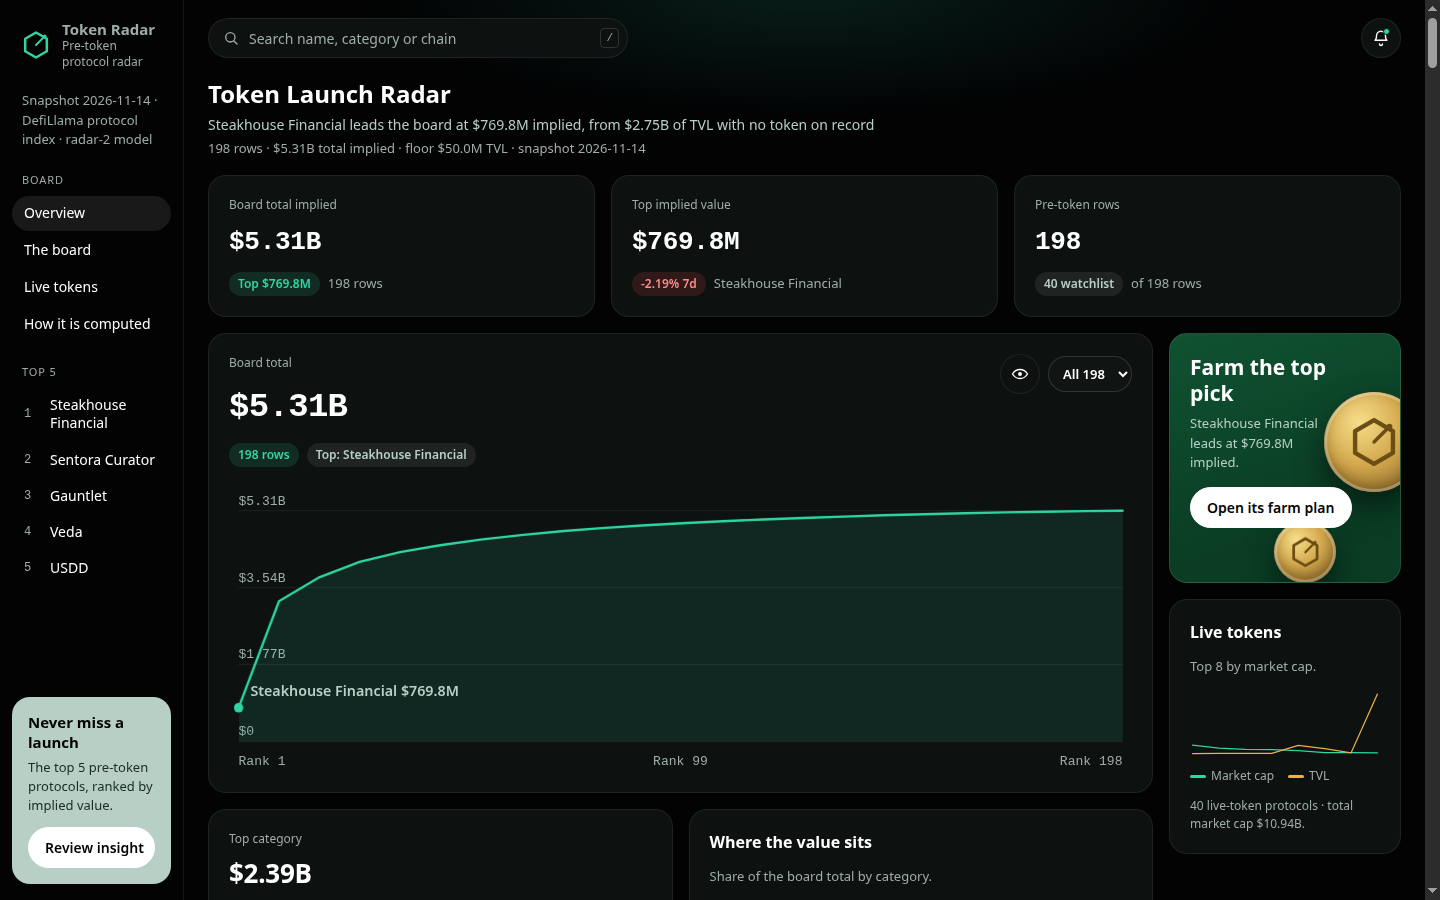 Token Radar
Pre-token
protocol radar
Snapshot 2026-11-14 ·
DefiLlama protocol
index · radar-2 model
BOARD
Overview
The board
Live tokens
How it is computed
TOP 5
1 Steakhouse
Financial
2 Sentora Curator
3 Gauntlet
4 Veda
5 USDD
Never miss a
launch
The top 5 pre-token
protocols, ranked by
implied value.
Review insight
Search name, category or chain /
Token Launch Radar
Steakhouse Financial leads the board at $769.8M implied, from $2.75B of TVL with no token on record
198 rows · $5.31B total implied · floor $50.0M TVL · snapshot 2026-11-14
Board total implied
$5.31B
Top $769.8M 198 rows
Top implied value
$769.8M
-2.19% 7d Steakhouse Financial
Pre-token rows
198
40 watchlist of 198 rows
Board total
All 198
$5.31B
198 rows Top: Steakhouse Financial
$5.31B
$3.54B
$1.77B
Steakhouse Financial $769.8M
$0
Rank 1 Rank 99 Rank 198
Farm the top
pick
Steakhouse Financial
leads at $769.8M
implied.
Open its farm plan
Live tokens
Top 8 by market cap.
Market cap TVL
40 live-token protocols · total
market cap $10.94B.
Top category
$2.39B
Where the value sits
Share of the board total by category.